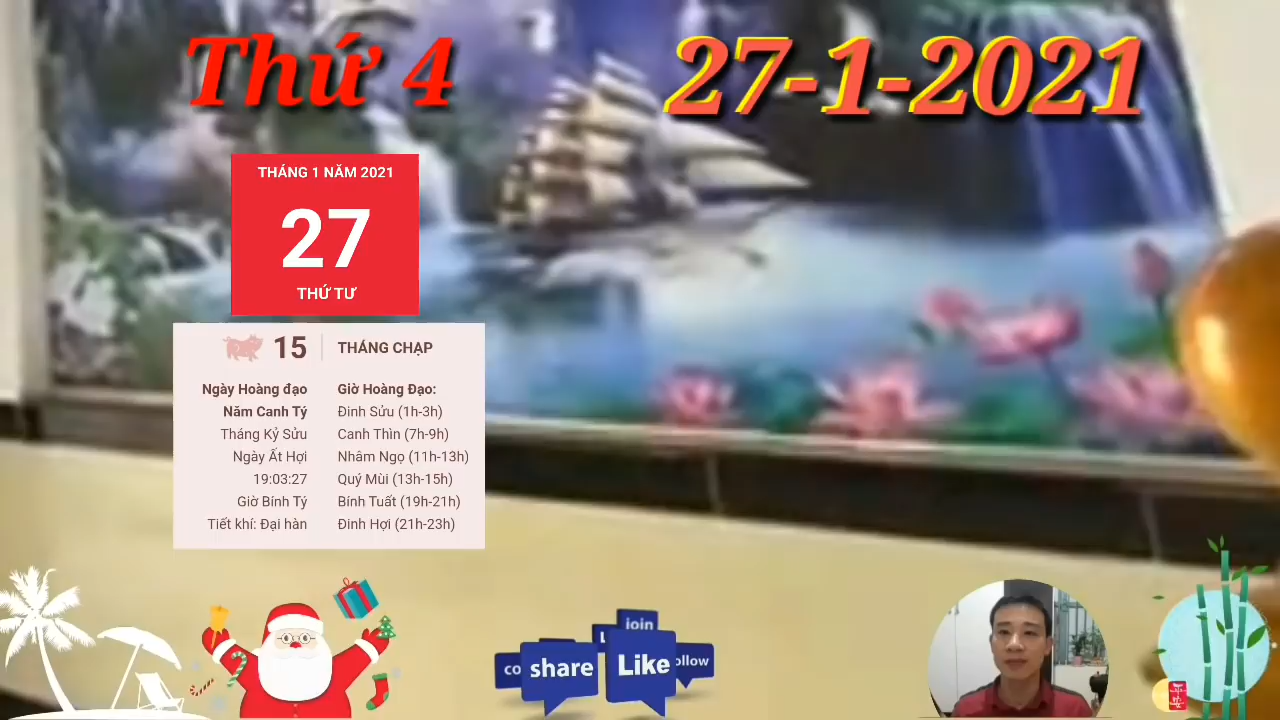 Thứ 4
27-1-2021
THÁNG 1 NĂM 2021
27
THỨ TƯ
15
THÁNG CHẠP
Ngày Hoàng đạo
Năm Canh Tý
Tháng Kỷ Sửu
Ngày Ất Hợi
19:03:27
Giờ Bính Tý
Tiết khí: Đại hàn
Giờ Hoàng Đạo:
Đinh Sửu (1h-3h)
Canh Thìn (7h-9h)
Nhâm Ngọ (11h-13h)
Quý Mùi (13h-15h)
Bính Tuất (19h-21h)
Đinh Hợi (21h-23h)
join
share
Like